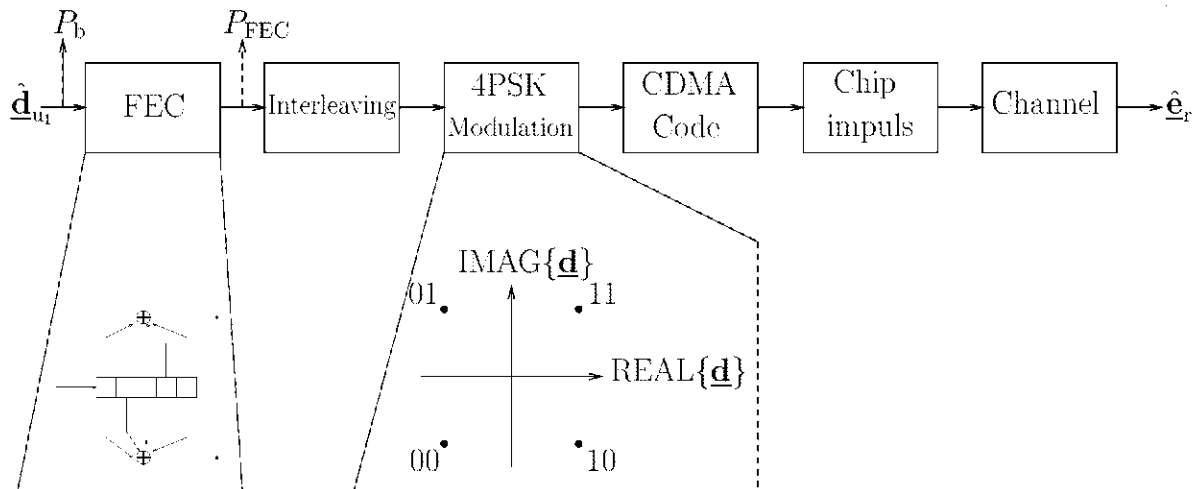 P_b
P_FEC
d̂_u₁
FEC
Interleaving
4PSK
Modulation
CDMA
Code
Chip
impuls
Channel
ê_r
IMAG{d}
01
11
REAL{d}
00
10